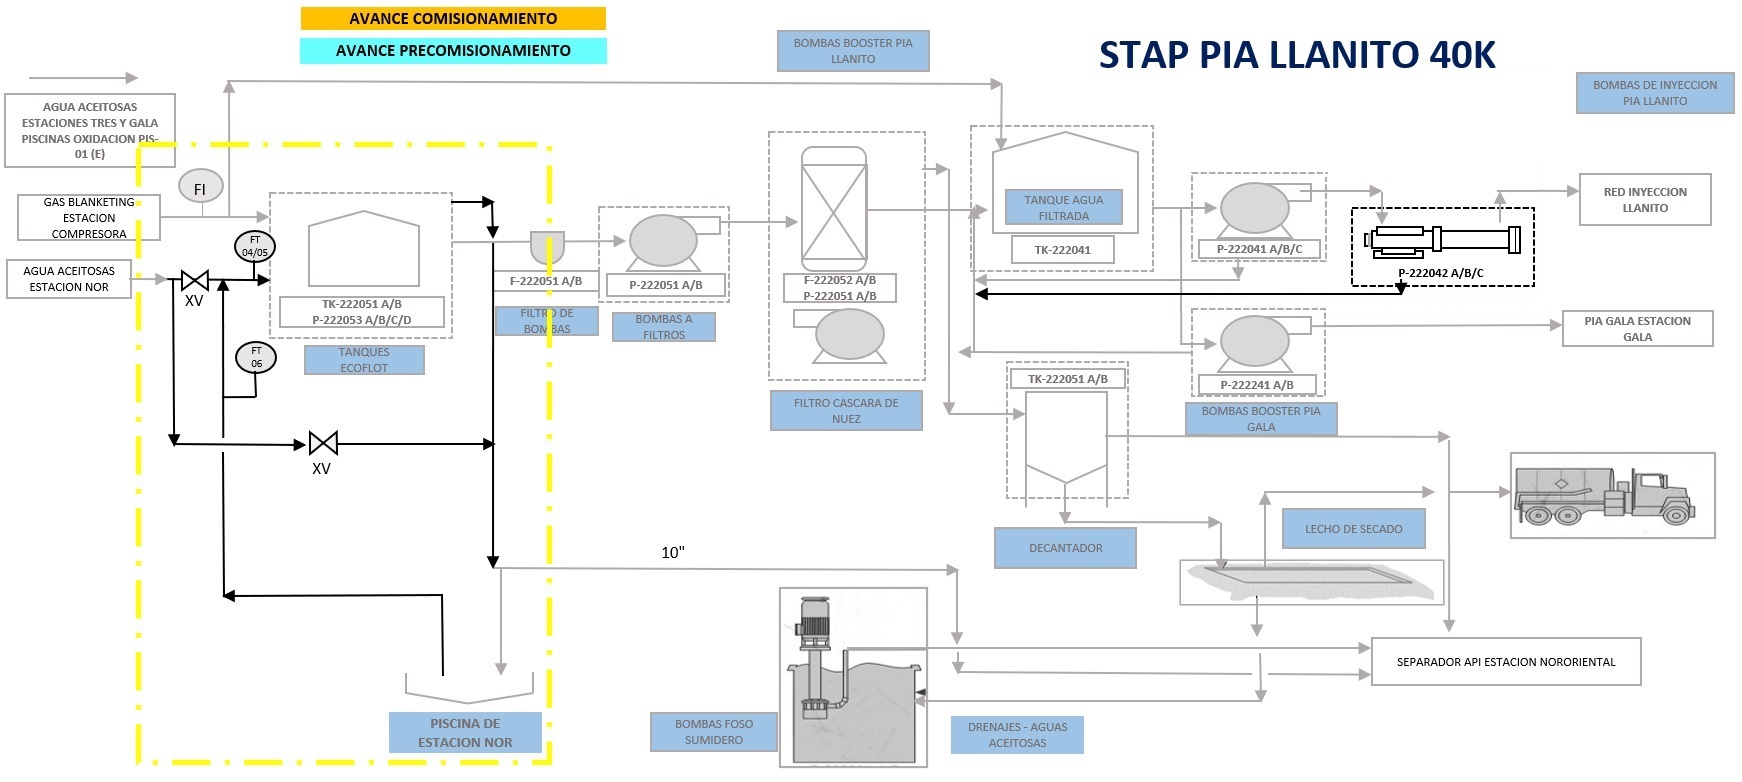 AVANCE COMISIONAMIENTO
AVANCE PRECOMISIONAMIENTO
BOMBAS BOOSTER PIA
LLANITO
STAP PIA LLANITO 40K
BOMBAS DE INYECCION
PIA LLANITO
AGUA ACEITOSAS
ESTACIONES TRES Y GALA
PISCINAS OXIDACION PIS-
01 (E)
FI
GAS BLANKETING
ESTACION
COMPRESORA
FT
04/05
AGUA ACEITOSAS
ESTACION NOR
XV
TK-222051 A/B
P-222053 A/B/C/D
TANQUES
ECOFLOT
FT
06
XV
F-222051 A/B
FILTRO DE
BOMBAS
P-222051 A/B
BOMBAS A
FILTROS
F-222052 A/B
P-222051 A/B
FILTRO CASCARA DE
NUEZ
TANQUE AGUA
FILTRADA
TK-222041
P-222041 A/B/C
RED INYECCION
LLANITO
P-222042 A/B/C
PIA GALA ESTACION
GALA
P-222241 A/B
BOMBAS BOOSTER PIA
GALA
TK-222051 A/B
DECANTADOR
LECHO DE SECADO
10"
SEPARADOR API ESTACION NORORIENTAL
PISCINA DE
ESTACION NOR
BOMBAS FOSO
SUMIDERO
DRENAJES - AGUAS
ACEITOSAS